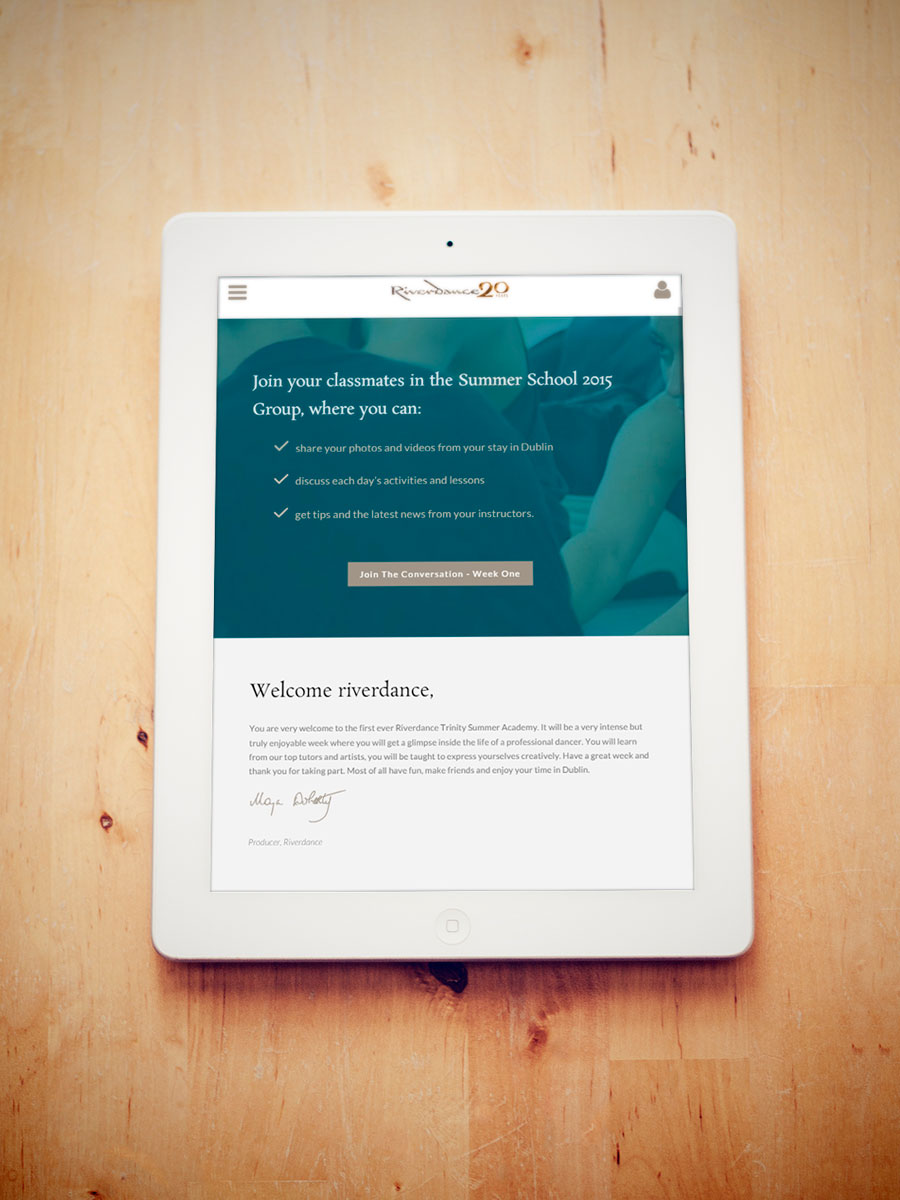 Riverdance 20
YEARS
Join your classmates in the Summer School 2015
Group, where you can:
share your photos and videos from your stay in Dublin
discuss each day's activities and lessons
get tips and the latest news from your instructors.
Join The Conversation - Week One
Welcome riverdance,
You are very welcome to the first ever Riverdance Trinity Summer Academy. It will be a very intense but
truly enjoyable week where you will get a glimpse inside the life of a professional dancer. You will learn
from our top tutors and artists, you will be taught to express yourselves creatively. Have a great week and
thank you for taking part. Most of all have fun, make friends and enjoy your time in Dublin.
Moya Doherty
Producer, Riverdance